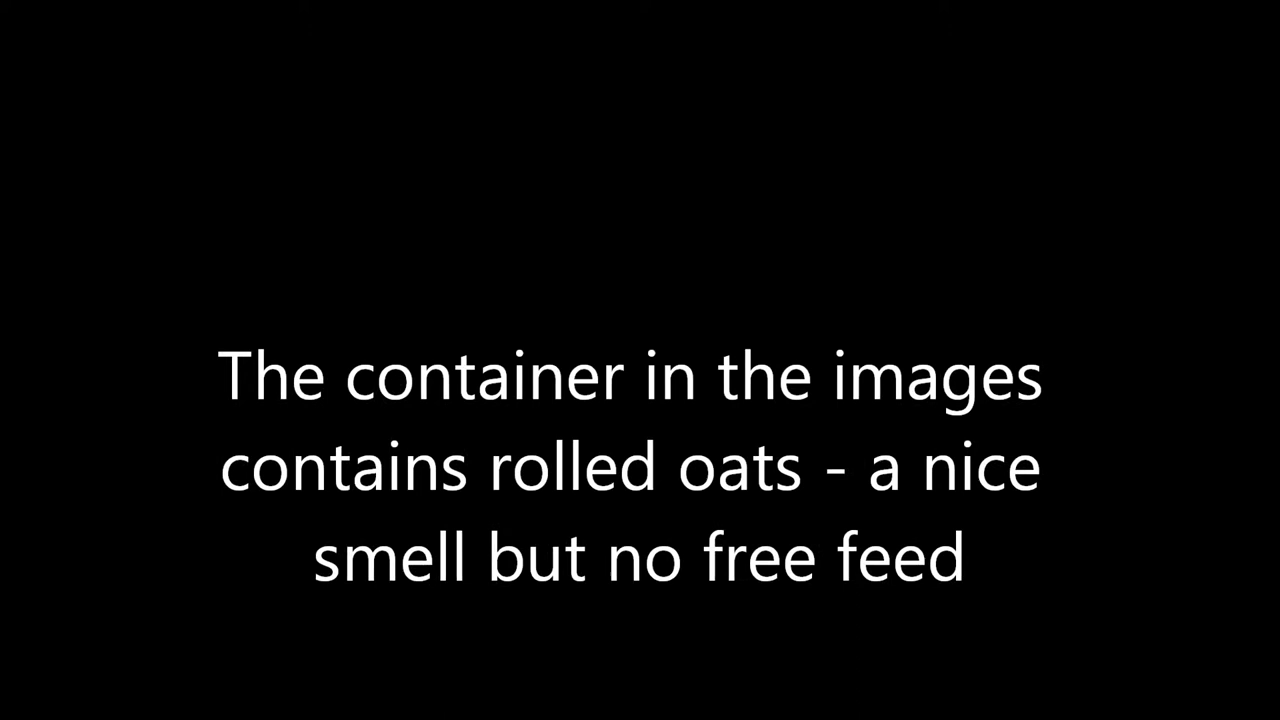 The container in the images
contains rolled oats - a nice
smell but no free feed